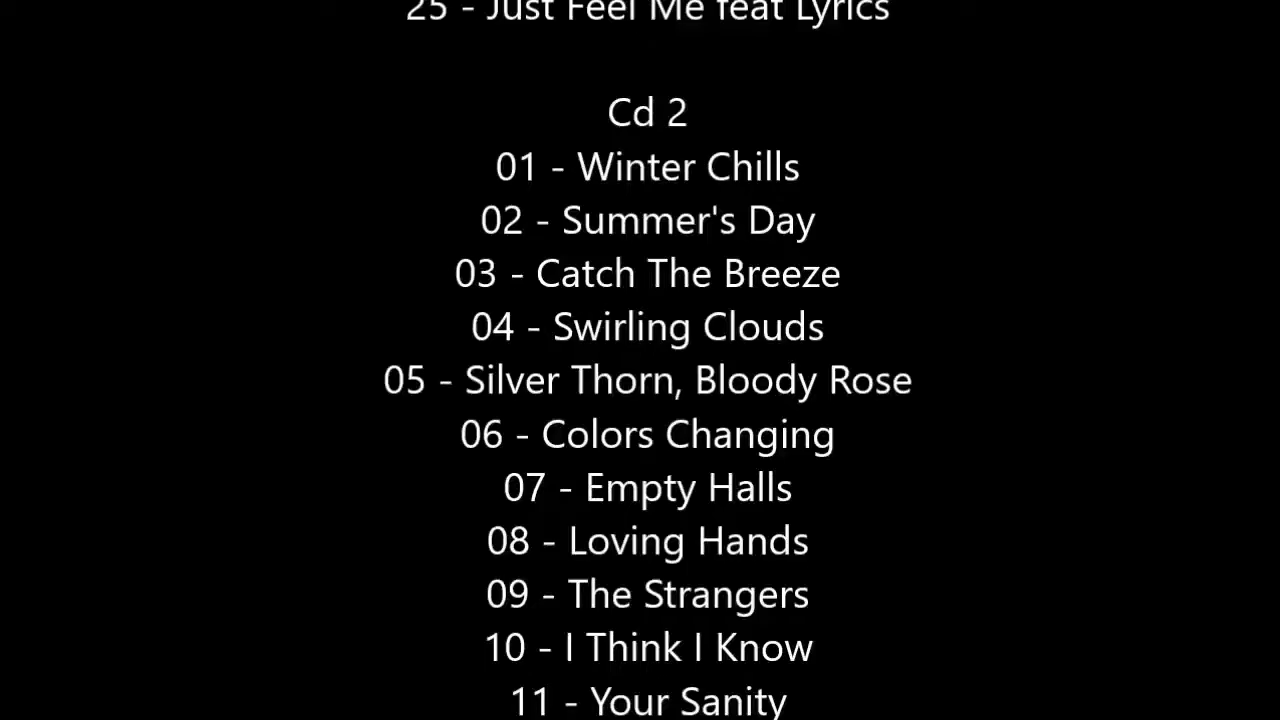 25 - Just Feel Me feat Lyrics
Cd 2
01 - Winter Chills
02 - Summer's Day
03 - Catch The Breeze
04 - Swirling Clouds
05 - Silver Thorn, Bloody Rose
06 - Colors Changing
07 - Empty Halls
08 - Loving Hands
09 - The Strangers
10 - I Think I Know
11 - Your Sanity